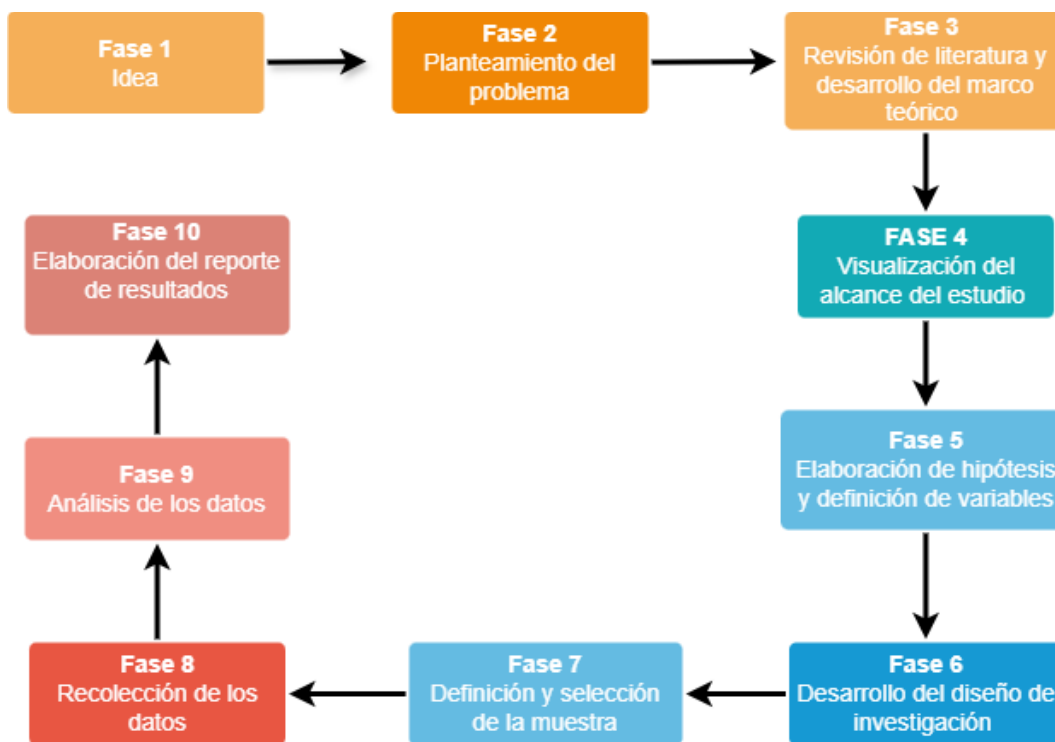 Fase 1
Idea
Fase 2
Planteamiento del
problema
Fase 3
Revisión de literatura y
desarrollo del marco
teórico
FASE 4
Visualización del
alcance del estudio
Fase 5
Elaboración de hipótesis
y definición de variables
Fase 6
Desarrollo del diseño de
investigación
Fase 7
Definición y selección
de la muestra
Fase 8
Recolección de los
datos
Fase 9
Análisis de los datos
Fase 10
Elaboración del reporte
de resultados